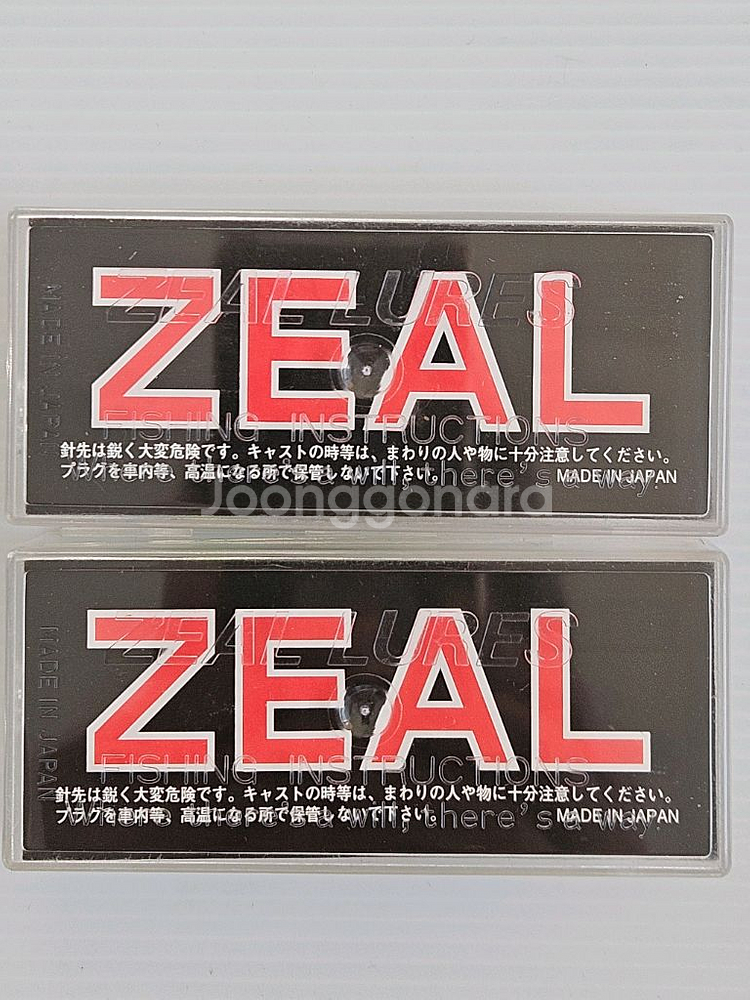 ZEAL
ZEAL LURES
MADE IN JAPAN
FISHING INSTRUCTIONS
針先は鋭く大変危険です。キャストの時等は、まわりの人や物に十分注意してください。
プラグを車内等、高温になる所で保管しないで下さい。 MADE IN JAPAN
Where there's a will, there's a way.
Joonggonara
ZEAL
ZEAL LURES
MADE IN JAPAN
FISHING INSTRUCTIONS
針先は鋭く大変危険です。キャストの時等は、まわりの人や物に十分注意してください。
プラグを車内等、高温になる所で保管しないで下さい。 MADE IN JAPAN
Where there's a will, there's a way.